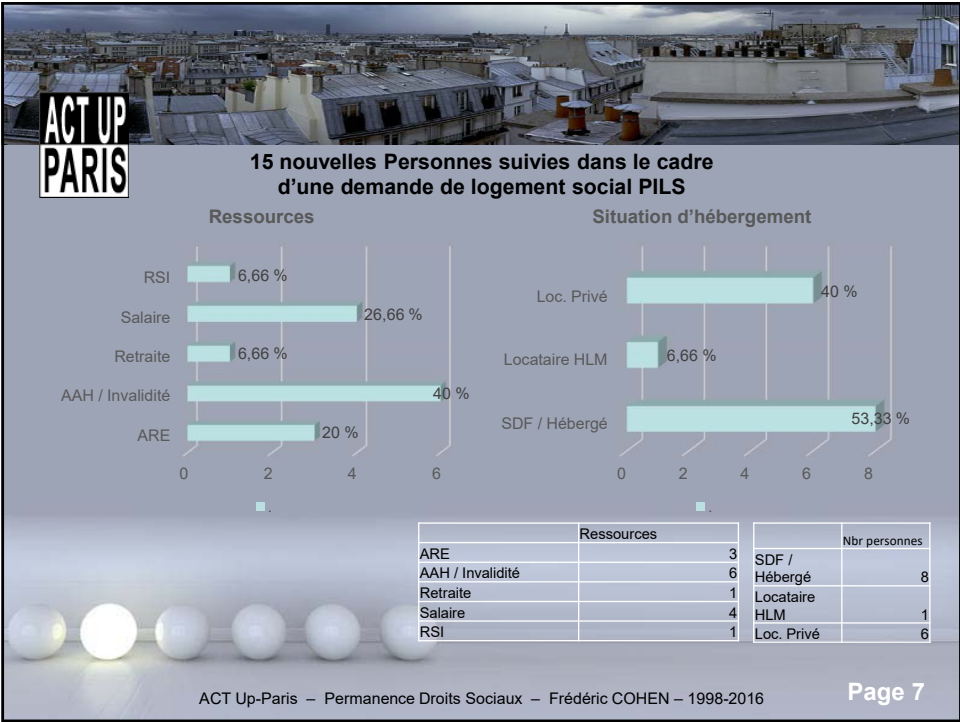 ACT UP
PARIS
15 nouvelles Personnes suivies dans le cadre
d'une demande de logement social PILS
Ressources
RSI
6,66 %
Salaire
26,66 %
Retraite
6,66 %
AAH / Invalidité
40 %
ARE
20 %
0 2 4 6
.
Situation d'hébergement
Loc. Privé
40 %
Locataire HLM
6,66 %
SDF / Hébergé
53,33 %
0 2 4 6 8
.
Ressources
ARE 3
AAH / Invalidité 6
Retraite 1
Salaire 4
RSI 1
Nbr personnes
SDF /
Hébergé 8
Locataire
HLM 1
Loc. Privé 6
ACT Up-Paris – Permanence Droits Sociaux – Frédéric COHEN – 1998-2016
Page 7